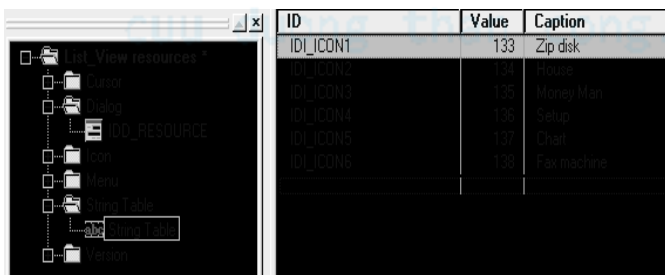 List_View resources *
Cursor
Dialog
IDD_RESOURCE
Icon
Menu
String Table
abc String Table
Version
ID Value Caption
IDI_ICON1 133 Zip disk
IDI_ICON2 134 House
IDI_ICON3 135 Money Man
IDI_ICON4 136 Setup
IDI_ICON5 137 Chart
IDI_ICON6 138 Fax machine